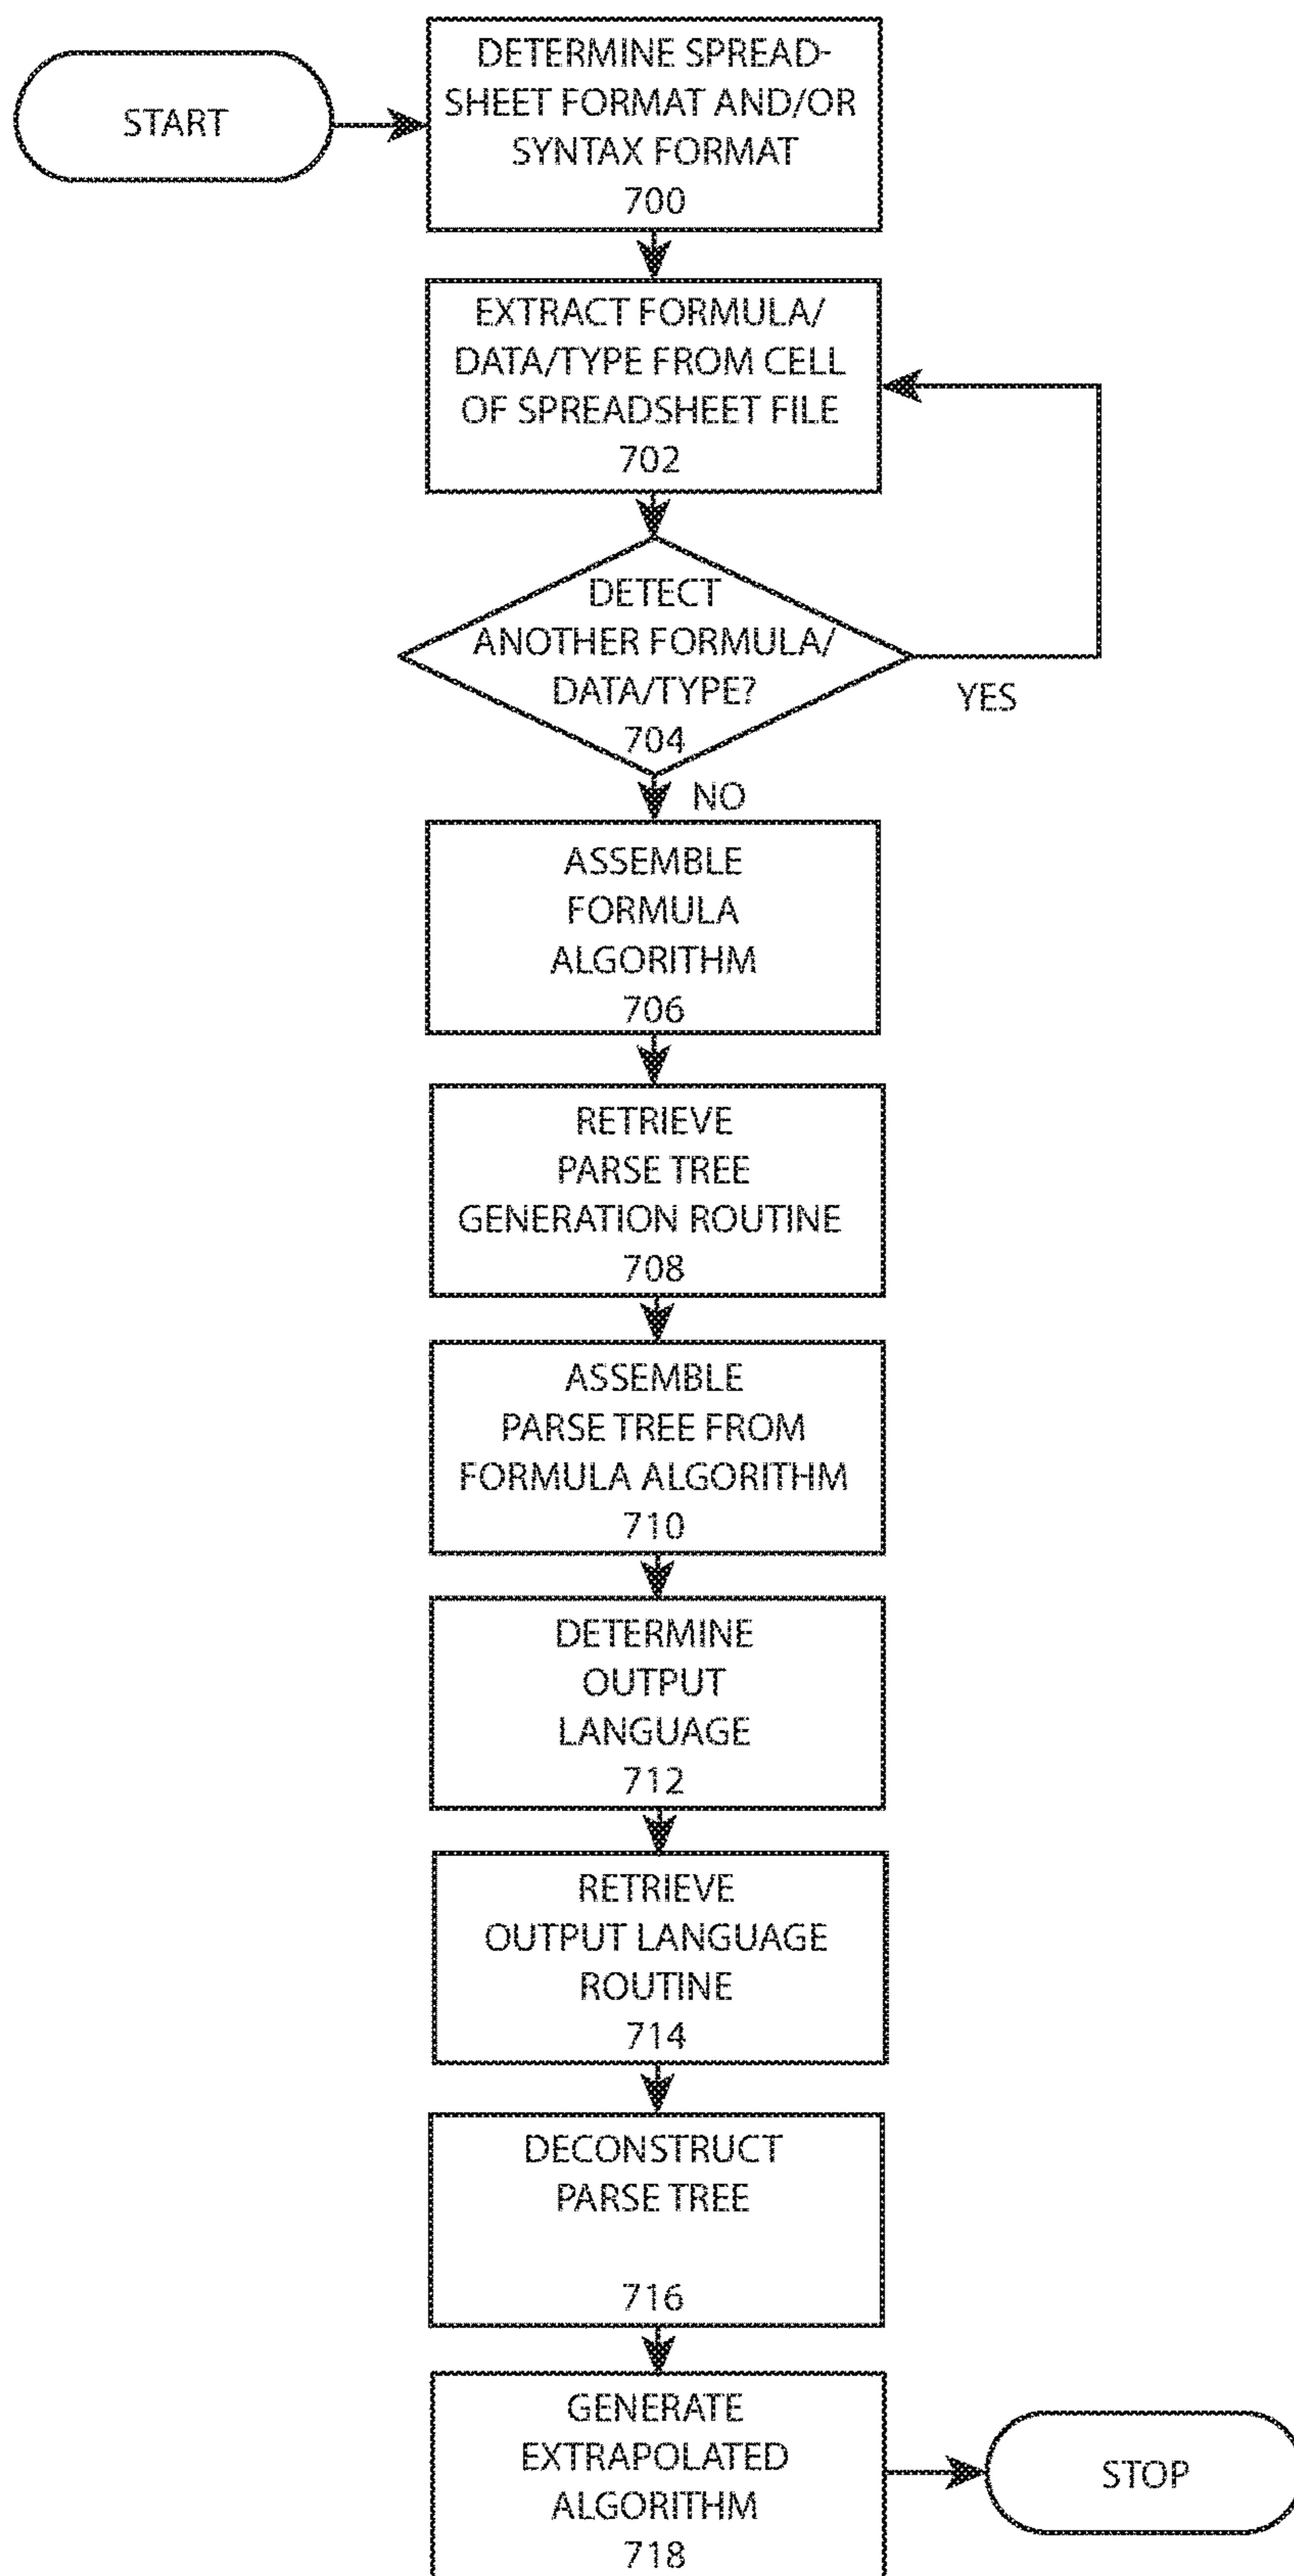 START
DETERMINE SPREAD-
SHEET FORMAT AND/OR
SYNTAX FORMAT
700
EXTRACT FORMULA/
DATA/TYPE FROM CELL
OF SPREADSHEET FILE
702
DETECT
ANOTHER FORMULA/
DATA/TYPE?
704
YES
NO
ASSEMBLE
FORMULA
ALGORITHM
706
RETRIEVE
PARSE TREE
GENERATION ROUTINE
708
ASSEMBLE
PARSE TREE FROM
FORMULA ALGORITHM
710
DETERMINE
OUTPUT
LANGUAGE
712
RETRIEVE
OUTPUT LANGUAGE
ROUTINE
714
DECONSTRUCT
PARSE TREE
716
GENERATE
EXTRAPOLATED
ALGORITHM
718
STOP